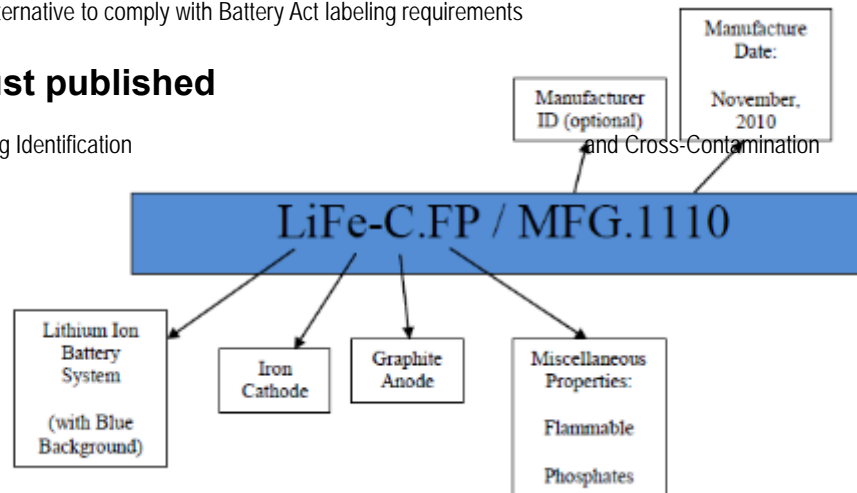 ternative to comply with Battery Act labeling requirements
Manufacture
Date:
November,
2010
st published
Manufacturer
ID (optional)
g Identification
and Cross-Contamination
LiFe-C.FP / MFG.1110
Lithium Ion
Battery
System
(with Blue
Background)
Iron
Cathode
Graphite
Anode
Miscellaneous
Properties:
Flammable
Phosphates